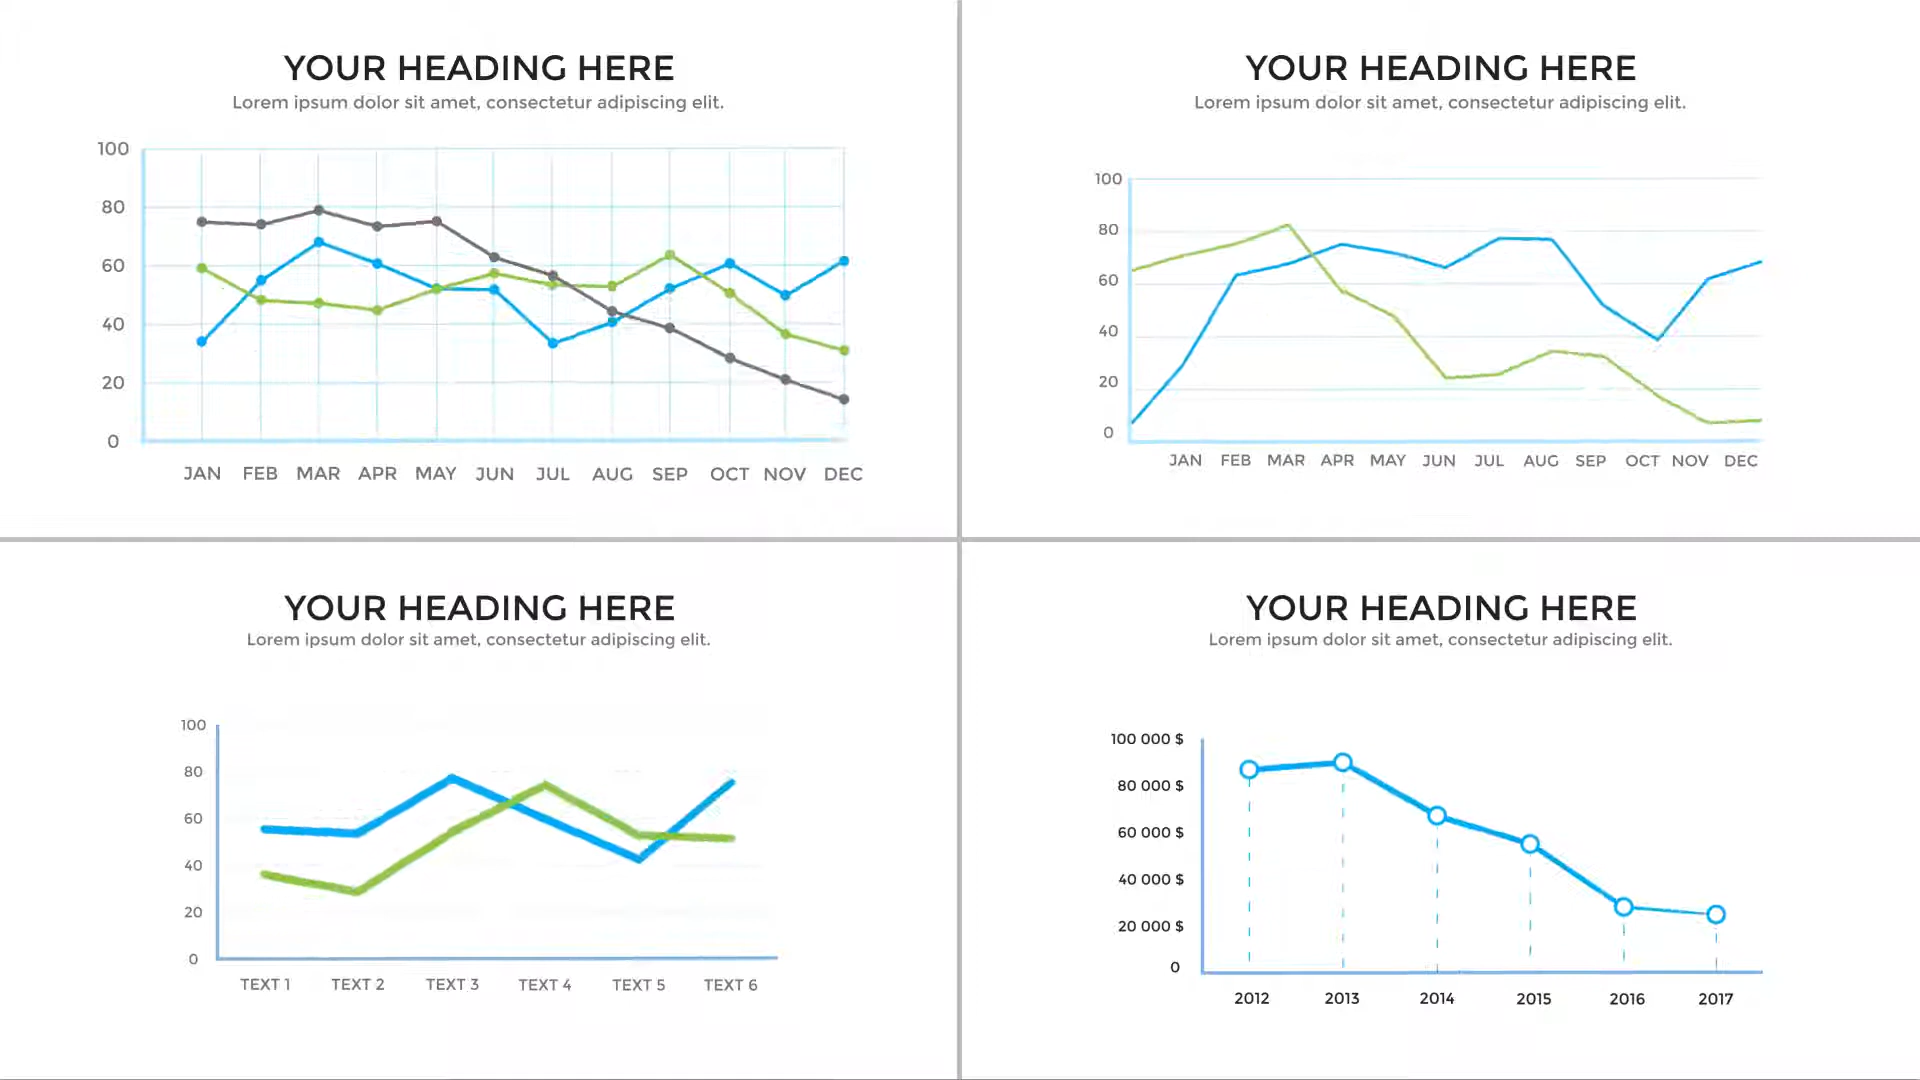 YOUR HEADING HERE
Lorem ipsum dolor sit amet, consectetur adipiscing elit.
100
80
60
40
20
0
JAN FEB MAR APR MAY JUN JUL AUG SEP OCT NOV DEC
YOUR HEADING HERE
Lorem ipsum dolor sit amet, consectetur adipiscing elit.
100
80
60
40
20
0
JAN FEB MAR APR MAY JUN JUL AUG SEP OCT NOV DEC
YOUR HEADING HERE
Lorem ipsum dolor sit amet, consectetur adipiscing elit.
100
80
60
40
20
0
TEXT 1 TEXT 2 TEXT 3 TEXT 4 TEXT 5 TEXT 6
YOUR HEADING HERE
Lorem ipsum dolor sit amet, consectetur adipiscing elit.
100 000 $
80 000 $
60 000 $
40 000 $
20 000 $
0
2012 2013 2014 2015 2016 2017